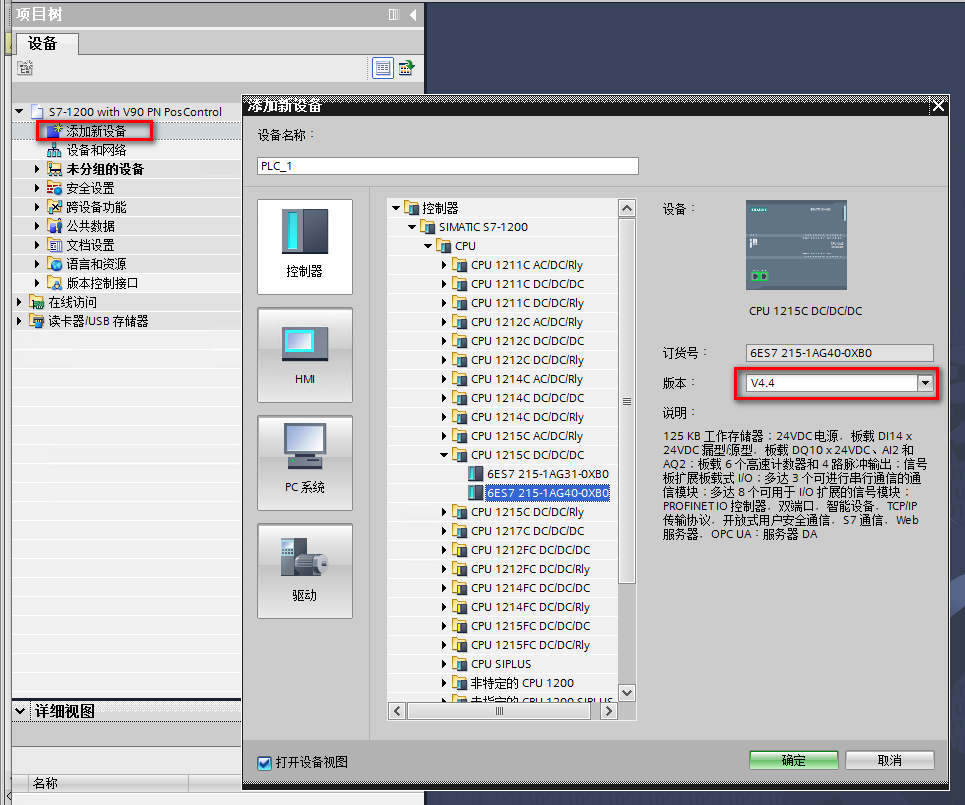 项目树
设备
S7-1200 with V90 PN PosControl
添加新设备
设备和网络
未分组的设备
安全设置
跨设备功能
公共数据
文档设置
语言和资源
版本控制接口
在线访问
读卡器/USB 存储器
详细视图
名称
添加新设备
设备名称：
PLC_1
控制器
HMI
PC 系统
驱动
控制器
SIMATIC S7-1200
CPU
CPU 1211C AC/DC/Rly
CPU 1211C DC/DC/DC
CPU 1211C DC/DC/Rly
CPU 1212C AC/DC/Rly
CPU 1212C DC/DC/DC
CPU 1212C DC/DC/Rly
CPU 1214C AC/DC/Rly
CPU 1214C DC/DC/DC
CPU 1214C DC/DC/Rly
CPU 1215C AC/DC/Rly
CPU 1215C DC/DC/DC
6ES7 215-1AG31-0XB0
6ES7 215-1AG40-0XB0
CPU 1215C DC/DC/Rly
CPU 1217C DC/DC/DC
CPU 1212FC DC/DC/DC
CPU 1212FC DC/DC/Rly
CPU 1214FC DC/DC/DC
CPU 1214FC DC/DC/Rly
CPU 1215FC DC/DC/DC
CPU 1215FC DC/DC/Rly
CPU SIPLUS
非特定的 CPU 1200
未指定的 CPU 1200 SIPLUS
设备：
CPU 1215C DC/DC/DC
订货号：
6ES7 215-1AG40-0XB0
版本：
V4.4
说明：
125 KB 工作存储器；24VDC 电源，板载 DI14 x
24VDC 漏型/源型，板载 DQ10 x 24VDC、AI2 和
AQ2；板载 6 个高速计数器和 4 路脉冲输出；信号
板扩展板载式 I/O；多达 3 个可进行串行通信的通
信模块；多达 8 个可用于 I/O 扩展的信号模块；
PROFINET IO 控制器，双端口，智能设备，TCP/IP
传输协议，开放式用户安全通信，S7 通信，Web
服务器，OPC UA：服务器 DA
打开设备视图
确定
取消